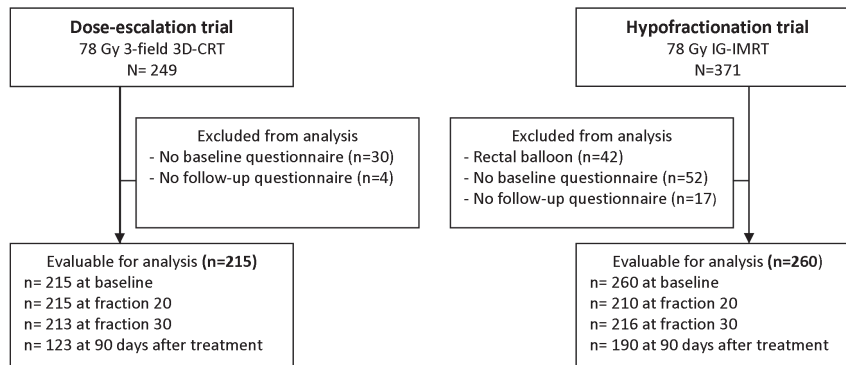 Dose-escalation trial
78 Gy 3-field 3D-CRT
N= 249
Hypofractionation trial
78 Gy IG-IMRT
N=371
Excluded from analysis
- No baseline questionnaire (n=30)
- No follow-up questionnaire (n=4)
Excluded from analysis
- Rectal balloon (n=42)
- No baseline questionnaire (n=52)
- No follow-up questionnaire (n=17)
Evaluable for analysis (n=215)
n= 215 at baseline
n= 215 at fraction 20
n= 213 at fraction 30
n= 123 at 90 days after treatment
Evaluable for analysis (n=260)
n= 260 at baseline
n= 210 at fraction 20
n= 216 at fraction 30
n= 190 at 90 days after treatment